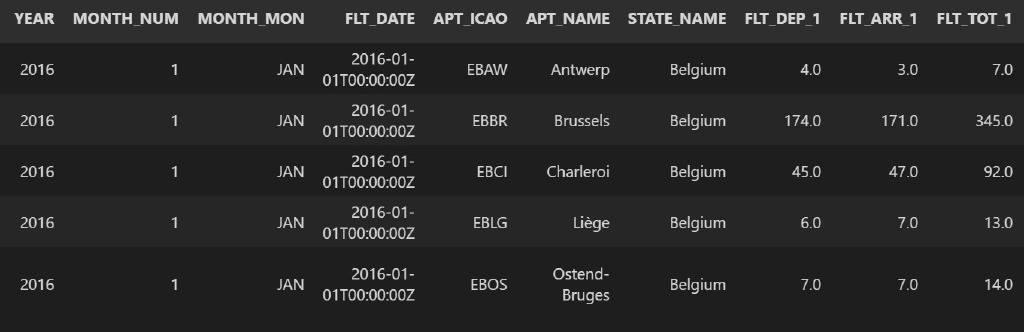 YEAR MONTH_NUM MONTH_MON FLT_DATE APT_ICAO APT_NAME STATE_NAME FLT_DEP_1 FLT_ARR_1 FLT_TOT_1
2016 1 JAN 2016-01-
01T00:00:00Z EBAW Antwerp Belgium 4.0 3.0 7.0
2016 1 JAN 2016-01-
01T00:00:00Z EBBR Brussels Belgium 174.0 171.0 345.0
2016 1 JAN 2016-01-
01T00:00:00Z EBCI Charleroi Belgium 45.0 47.0 92.0
2016 1 JAN 2016-01-
01T00:00:00Z EBLG Liège Belgium 6.0 7.0 13.0
2016 1 JAN 2016-01-
01T00:00:00Z EBOS Ostend-
Bruges Belgium 7.0 7.0 14.0